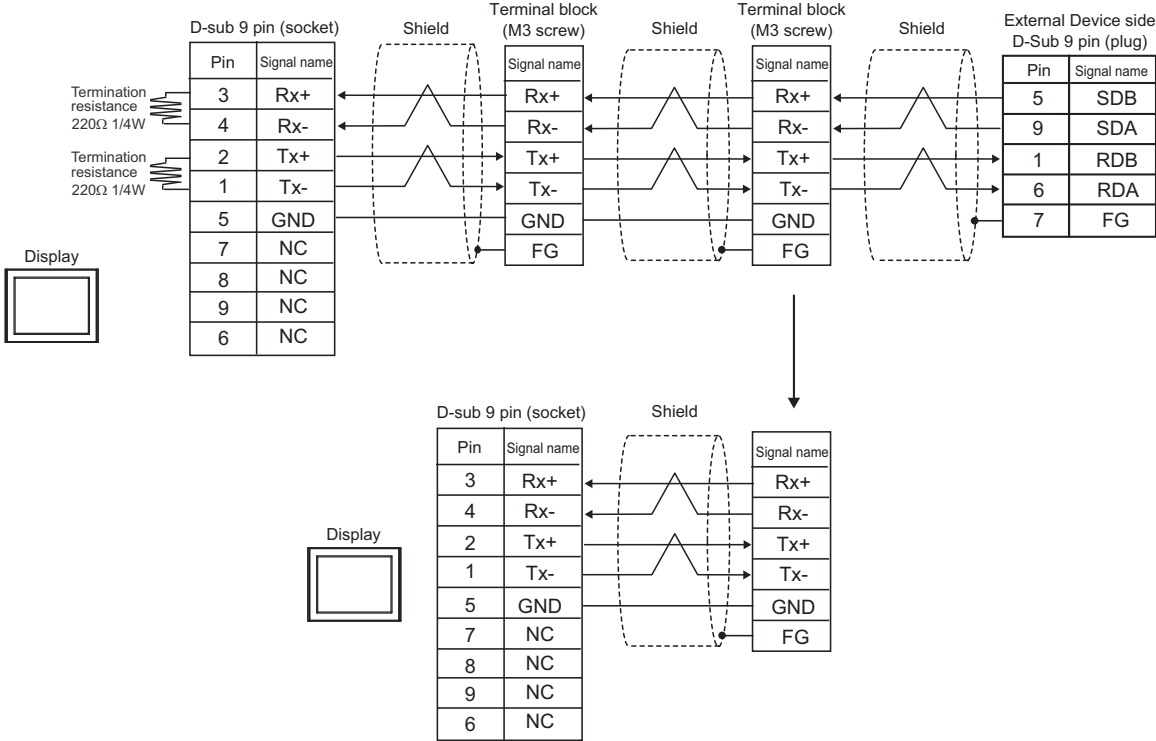 D-sub 9 pin (socket)
Shield
Terminal block
(M3 screw)
Shield
Terminal block
(M3 screw)
Shield
External Device side
D-Sub 9 pin (plug)
Pin Signal name
3 Rx+
4 Rx-
2 Tx+
1 Tx-
5 GND
7 NC
8 NC
9 NC
6 NC
Termination
resistance
220Ω 1/4W
Termination
resistance
220Ω 1/4W
Display
Signal name
Rx+
Rx-
Tx+
Tx-
GND
FG
Signal name
Rx+
Rx-
Tx+
Tx-
GND
FG
Pin Signal name
5 SDB
9 SDA
1 RDB
6 RDA
7 FG
D-sub 9 pin (socket)
Shield
Pin Signal name
3 Rx+
4 Rx-
2 Tx+
1 Tx-
5 GND
7 NC
8 NC
9 NC
6 NC
Display
Signal name
Rx+
Rx-
Tx+
Tx-
GND
FG